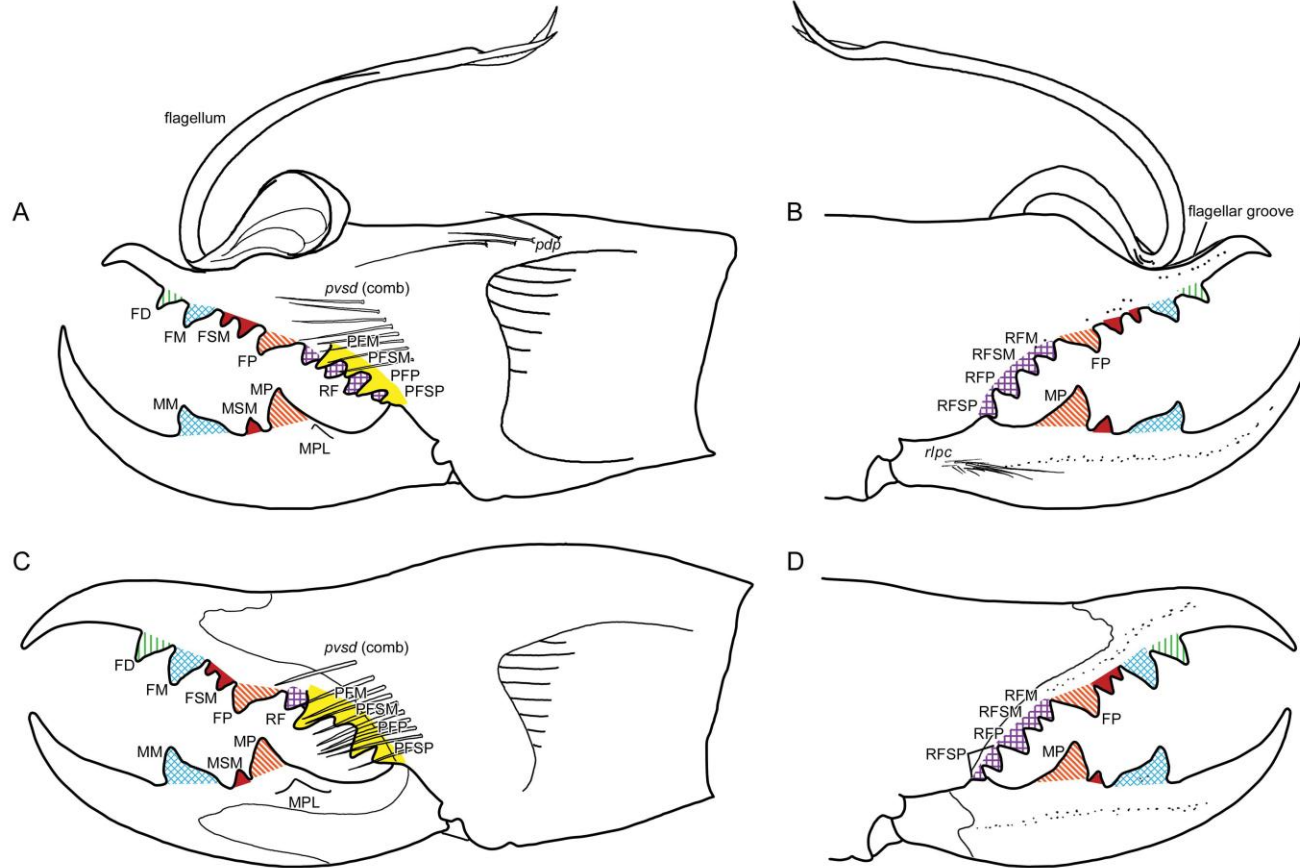 flagellum
A
pdp
pvsd (comb)
FD
FM
FSM
FP
PFM
PFSM
PFP
PFSP
RF
MP
MM
MSM
MPL
B
flagellar groove
RFM
RFSM
RFP
RFSP
FP
MP
rlpc
C
pvsd (comb)
FD
FM
FSM
FP
RF
PFM
PFSM
PFP
PFSP
MM
MP
MSM
MPL
D
RFM
RFSM
RFP
RFSP
FP
MP